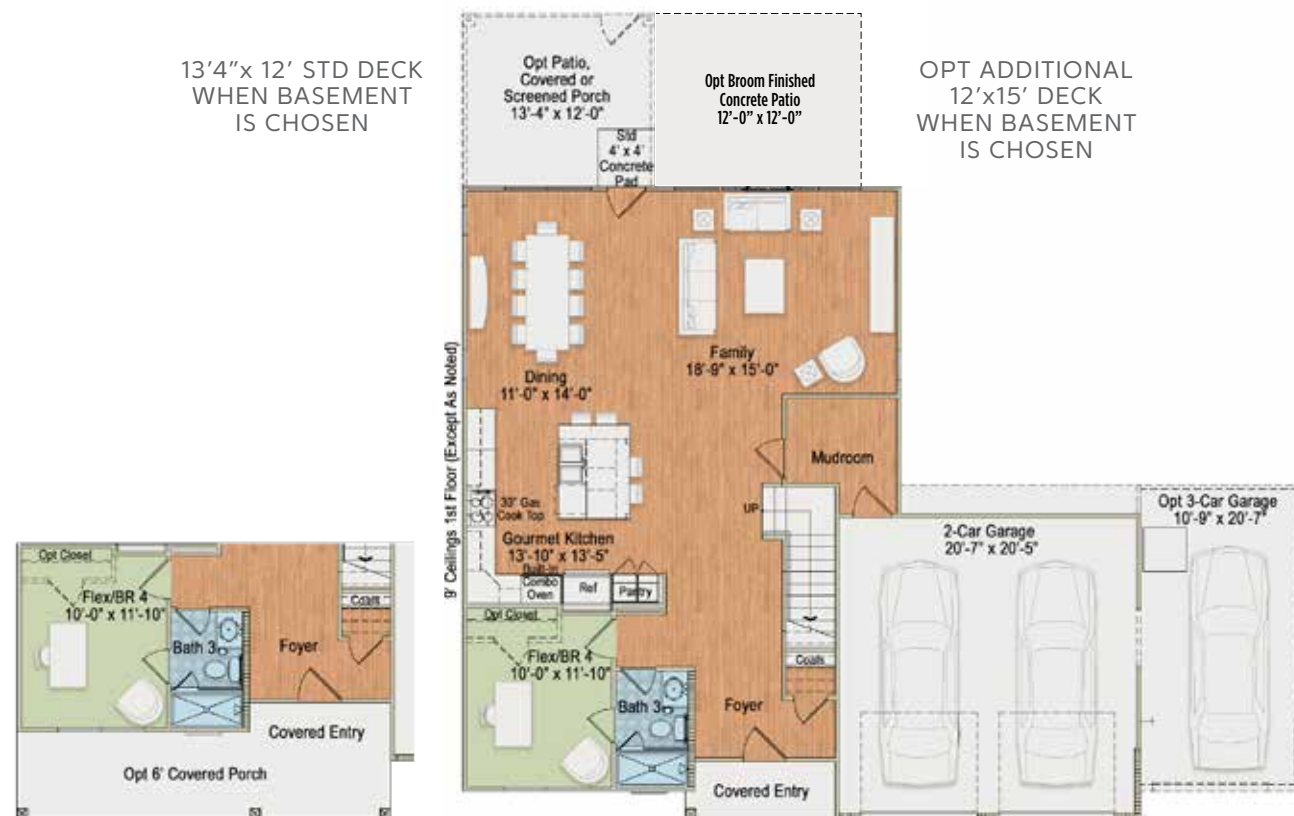 13'4"x 12' STD DECK
WHEN BASEMENT
IS CHOSEN
Opt Patio,
Covered or
Screened Porch
13'-4" x 12'-0"
Std
4' x 4'
Concrete
Pad
Opt Broom Finished
Concrete Patio
12'-0" x 12'-0"
OPT ADDITIONAL
12'x15' DECK
WHEN BASEMENT
IS CHOSEN
9' Ceilings 1st Floor (Except As Noted)
Dining
11'-0" x 14'-0"
Family
18'-9" x 15'-0"
Mudroom
30" Gas
Cook Top
UP
Gourmet Kitchen
13'-10" x 13'-5"
Built-In
Combo
Oven
Ref
Pantry
2-Car Garage
20'-7" x 20'-5"
Opt 3-Car Garage
10'-9" x 20'-7"
Opt Closet
Flex/BR 4
10'-0" x 11'-10"
Bath 3
Coats
Foyer
Covered Entry
Opt Closet
Flex/BR 4
10'-0" x 11'-10"
Bath 3
Coats
Foyer
Covered Entry
Opt 6' Covered Porch